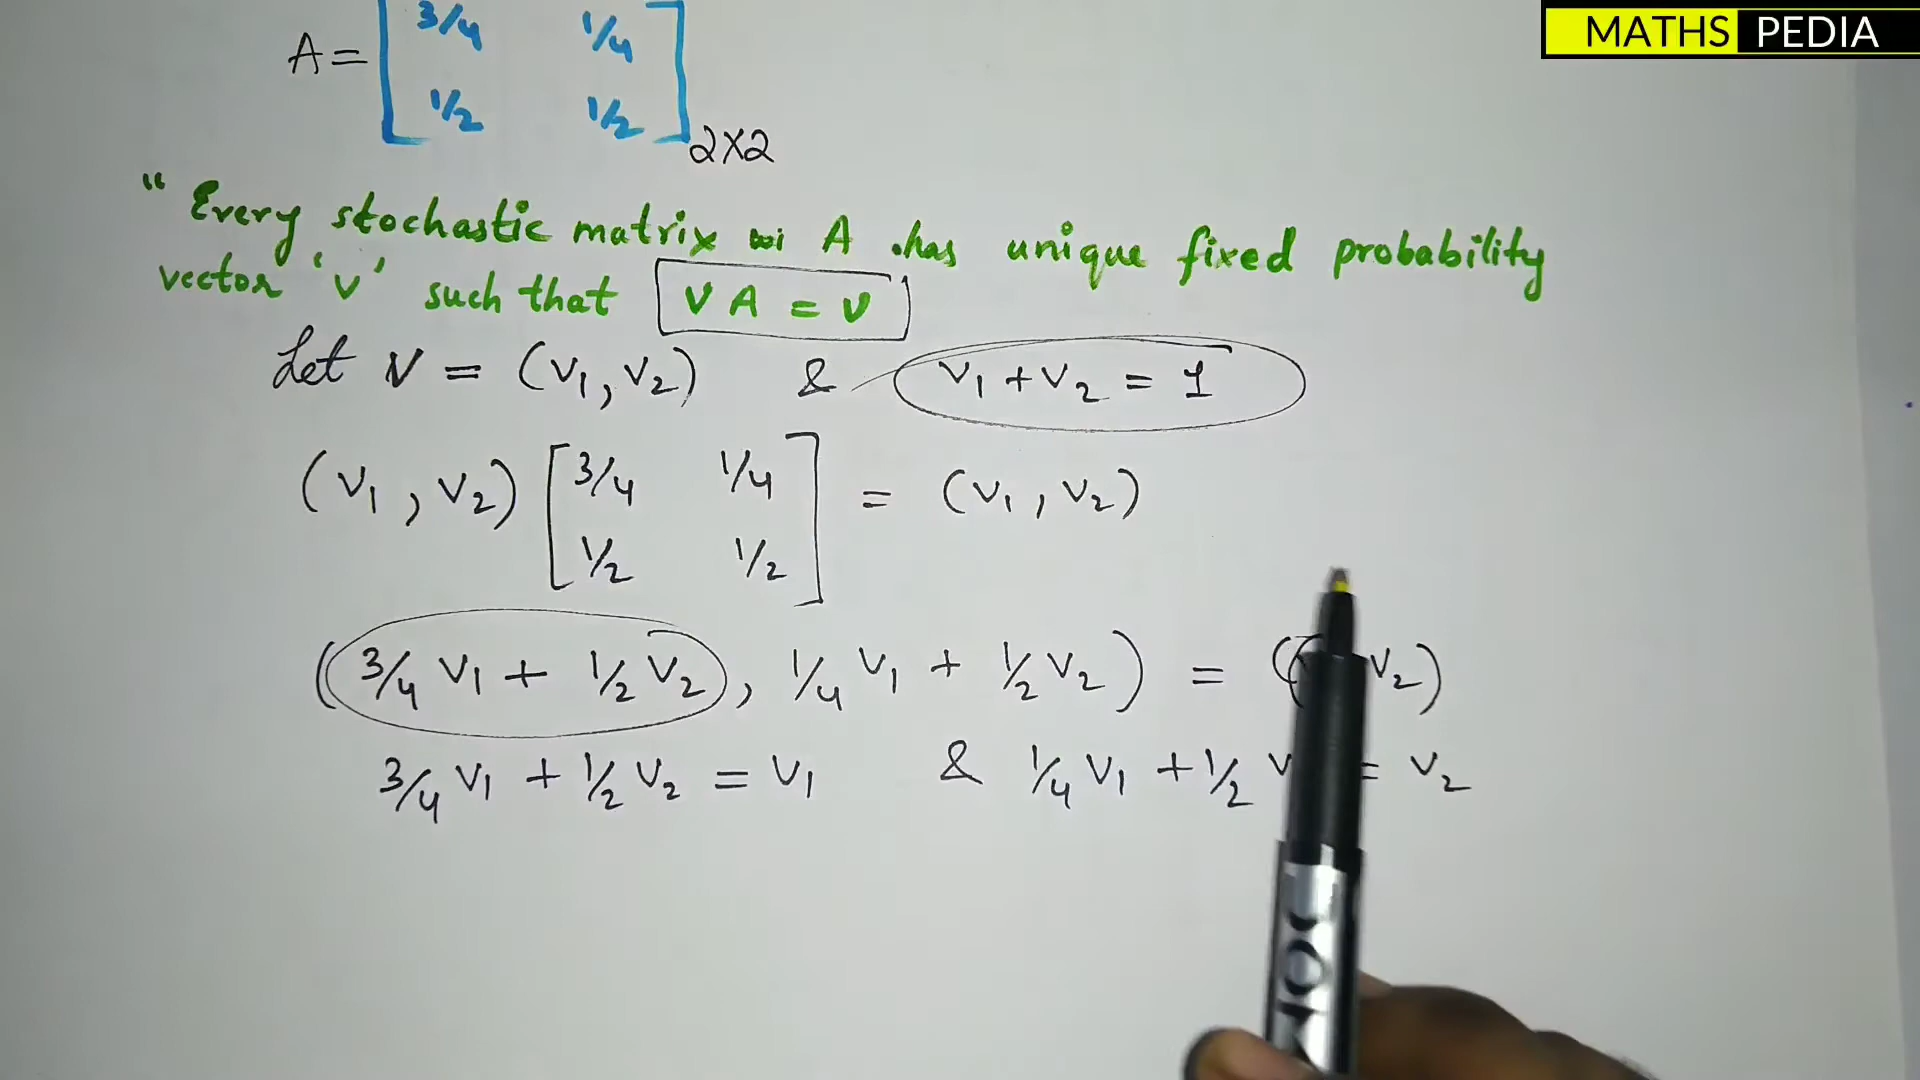 MATHS PEDIA
A = [ 3/4 1/4
1/2 1/2 ] 2X2
" Every stochastic matrix A has unique fixed probability
vector 'v' such that V A = V
Let V = (V1, V2) & V1 + V2 = 1
(V1, V2) [ 3/4 1/4 ] = (V1, V2)
1/2 1/2
(3/4 V1 + 1/2 V2, 1/4 V1 + 1/2 V2) = ( V2)
3/4 V1 + 1/2 V2 = V1 & 1/4 V1 + 1/2 V = V2